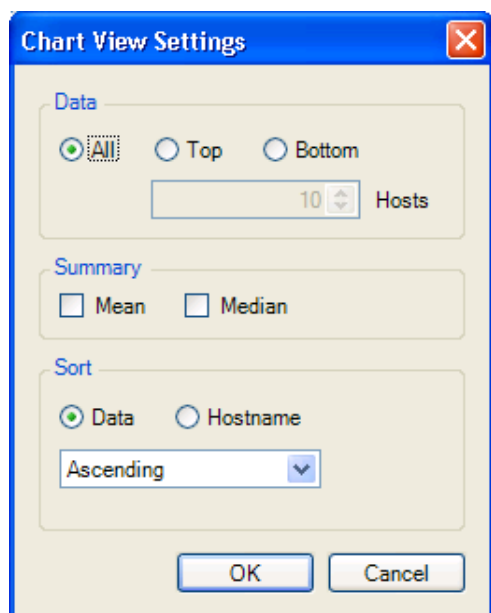 Chart View Settings
Data
All Top Bottom
10 Hosts
Summary
Mean Median
Sort
Data Hostname
Ascending
OK Cancel